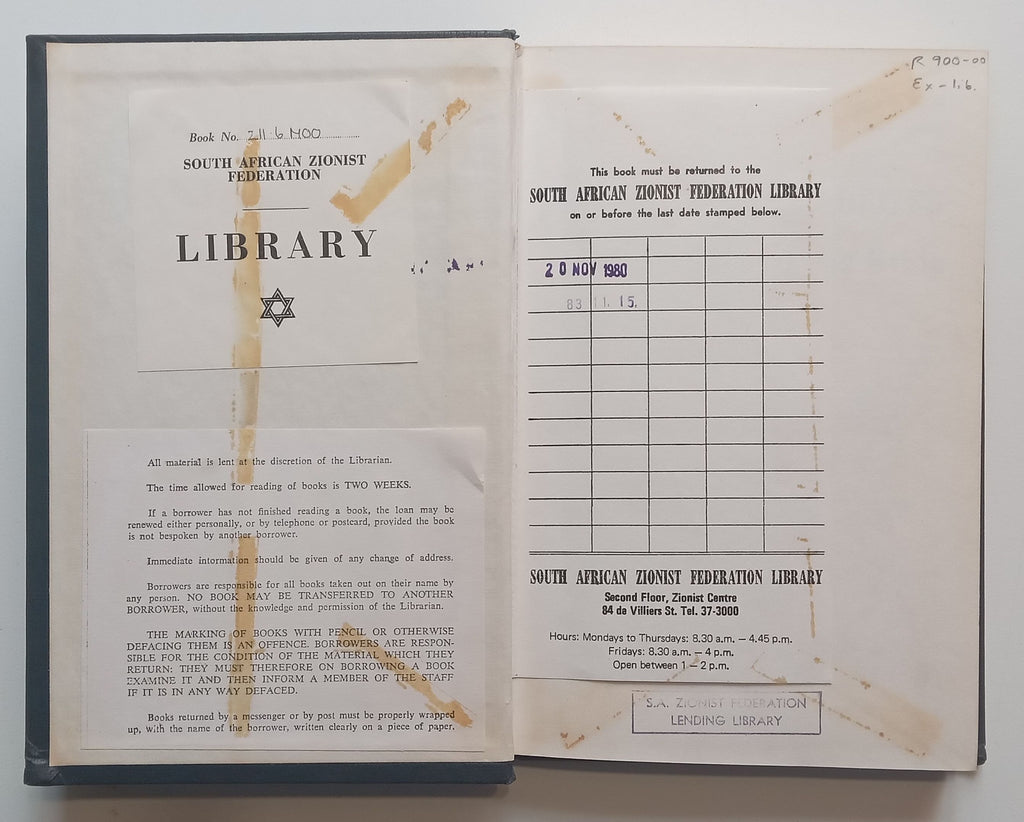 Book No. 211.6 MOO
SOUTH AFRICAN ZIONIST
FEDERATION
LIBRARY
All material is lent at the discretion of the Librarian.
The time allowed for reading of books is TWO WEEKS.
If a borrower has not finished reading a book, the loan may be
renewed either personally, or by telephone or postcard, provided the book
is not bespoken by another borrower.
Immediate information should be given of any change of address.
Borrowers are responsible for all books taken out on their name by
any person. NO BOOK MAY BE TRANSFERRED TO ANOTHER
BORROWER, without the knowledge and permission of the Librarian.
THE MARKING OF BOOKS WITH PENCIL OR OTHERWISE
DEFACING THEM IS AN OFFENCE. BORROWERS ARE RESPON-
SIBLE FOR THE CONDITION OF THE MATERIAL WHICH THEY
RETURN: THEY MUST THEREFORE ON BORROWING A BOOK
EXAMINE IT AND THEN INFORM A MEMBER OF THE STAFF
IF IT IS IN ANY WAY DEFACED.
Books returned by a messenger or by post must be properly wrapped
up, with the name of the borrower, written clearly on a piece of paper.
R 900-00
Ex-lib.
This book must be returned to the
SOUTH AFRICAN ZIONIST FEDERATION LIBRARY
on or before the last date stamped below.
20 NOV 1980
83 11. 15.
SOUTH AFRICAN ZIONIST FEDERATION LIBRARY
Second Floor, Zionist Centre
84 de Villiers St. Tel. 37-3000
Hours: Mondays to Thursdays: 8.30 a.m. — 4.45 p.m.
Fridays: 8.30 a.m. — 4 p.m.
Open between 1 — 2 p.m.
S.A. ZIONIST FEDERATION
LENDING LIBRARY